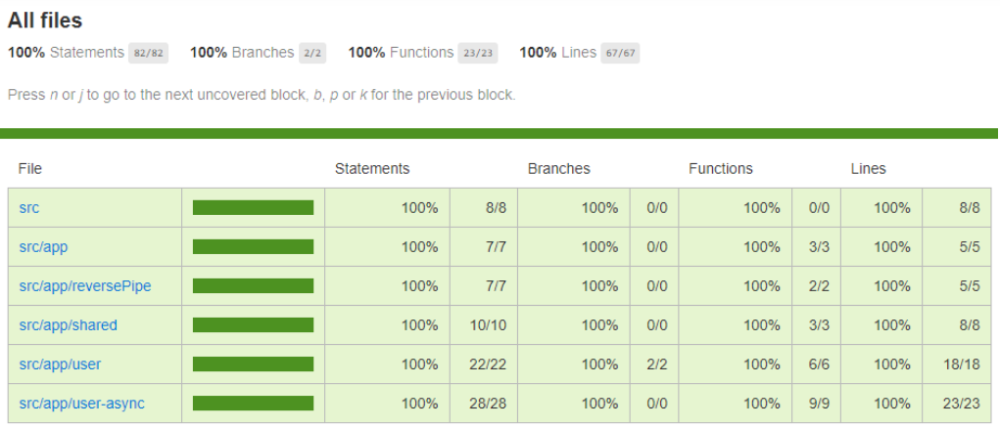 All files
100% Statements 82/82 100% Branches 2/2 100% Functions 23/23 100% Lines 67/67
Press n or j to go to the next uncovered block, b, p or k for the previous block.
File Statements Branches Functions Lines
src 100% 8/8 100% 0/0 100% 0/0 100% 8/8
src/app 100% 7/7 100% 0/0 100% 3/3 100% 5/5
src/app/reversePipe 100% 7/7 100% 0/0 100% 2/2 100% 5/5
src/app/shared 100% 10/10 100% 0/0 100% 3/3 100% 8/8
src/app/user 100% 22/22 100% 2/2 100% 6/6 100% 18/18
src/app/user-async 100% 28/28 100% 0/0 100% 9/9 100% 23/23